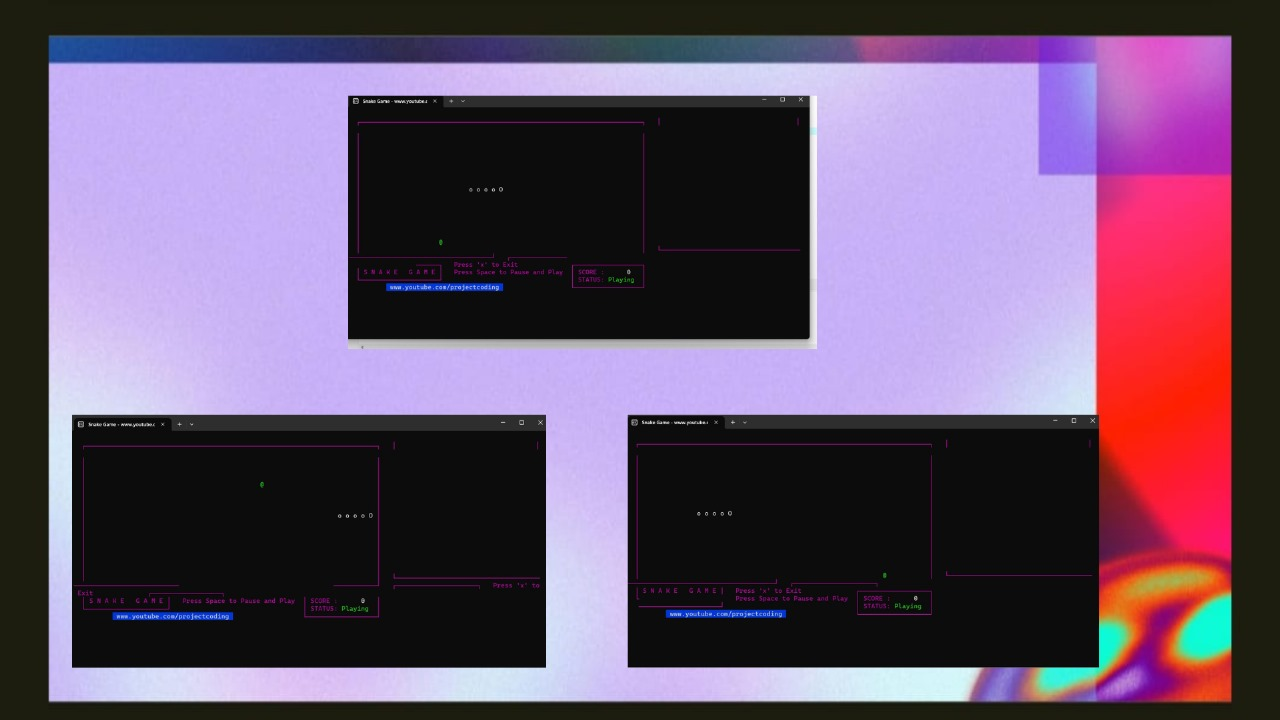 Snake Game - www.youtube.c
o o o o O
@
Press 'x' to Exit
S N A K E G A M E
Press Space to Pause and Play
SCORE : 0
STATUS: Playing
www.youtube.com/projectcoding
Snake Game - www.youtube.c
@
o o o o O
Press 'x' to
Exit
S N A K E G A M E
Press Space to Pause and Play
SCORE : 0
STATUS: Playing
www.youtube.com/projectcoding
Snake Game - www.youtube.c
o o o o O
@
S N A K E G A M E
Press 'x' to Exit
Press Space to Pause and Play
SCORE : 0
STATUS: Playing
www.youtube.com/projectcoding